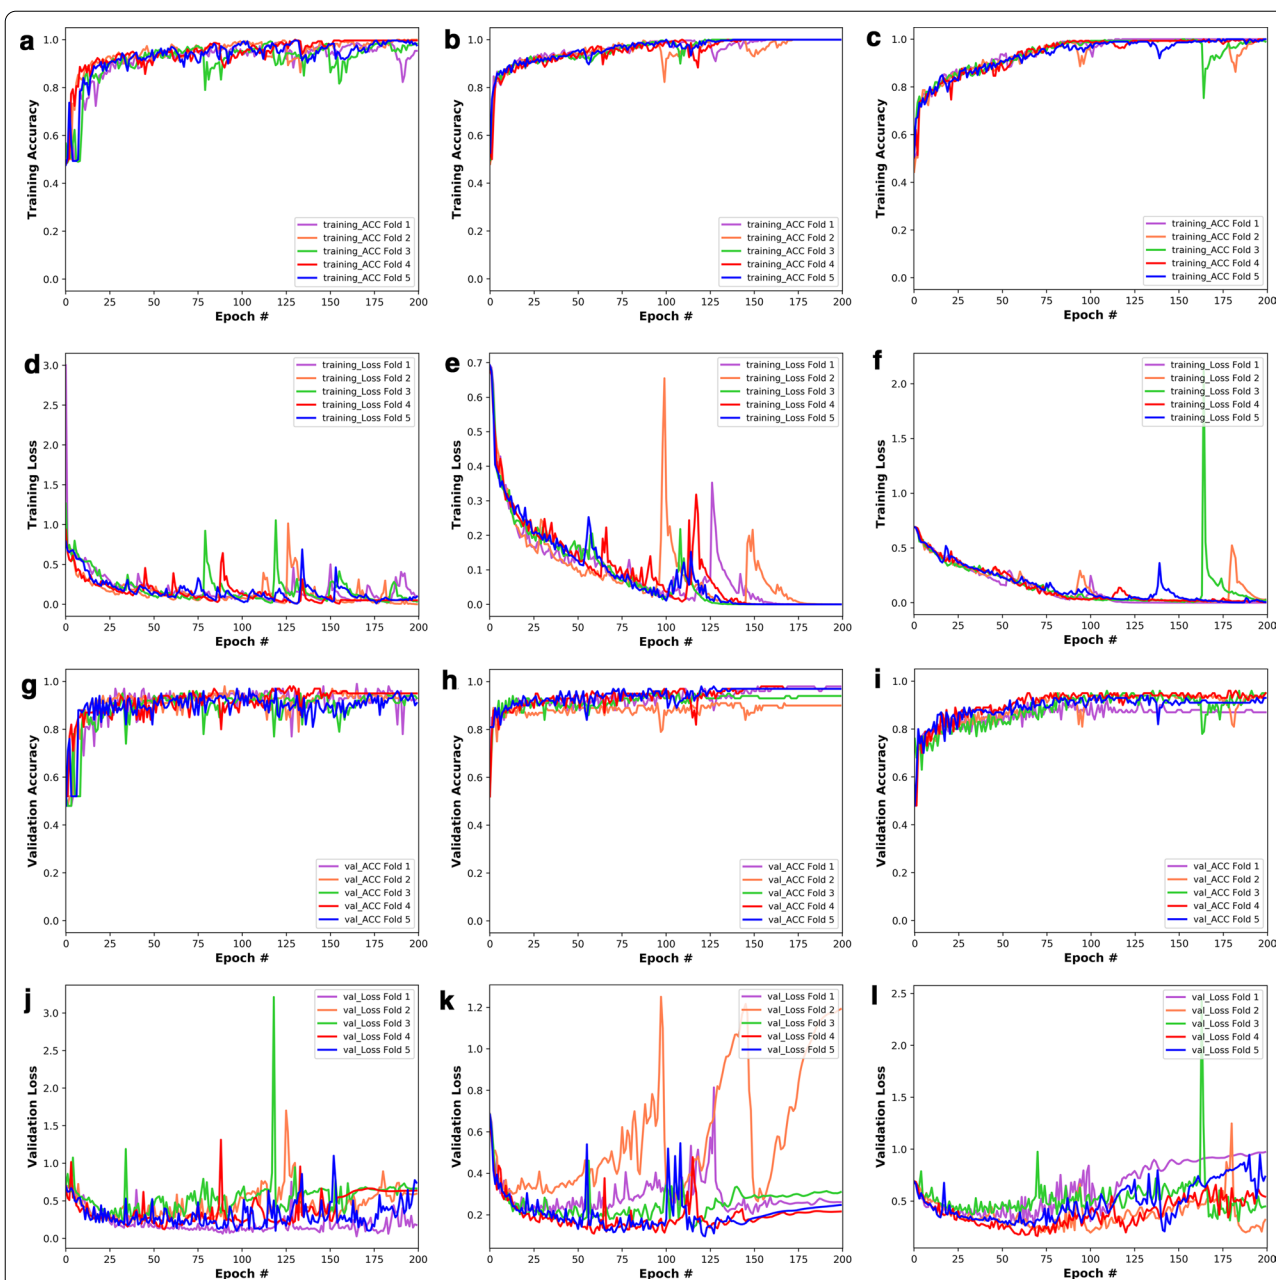 a
1.0
0.8
0.6
0.4
0.2
0.0
Training Accuracy
training_ACC Fold 1
training_ACC Fold 2
training_ACC Fold 3
training_ACC Fold 4
training_ACC Fold 5
0 25 50 75 100 125 150 175 200
Epoch #
b
1.0
0.8
0.6
0.4
0.2
0.0
Training Accuracy
training_ACC Fold 1
training_ACC Fold 2
training_ACC Fold 3
training_ACC Fold 4
training_ACC Fold 5
0 25 50 75 100 125 150 175 200
Epoch #
c
1.0
0.8
0.6
0.4
0.2
0.0
Training Accuracy
training_ACC Fold 1
training_ACC Fold 2
training_ACC Fold 3
training_ACC Fold 4
training_ACC Fold 5
0 25 50 75 100 125 150 175 200
Epoch #
d
3.0
2.5
2.0
1.5
1.0
0.5
0.0
Training Loss
training_Loss Fold 1
training_Loss Fold 2
training_Loss Fold 3
training_Loss Fold 4
training_Loss Fold 5
0 25 50 75 100 125 150 175 200
Epoch #
e
0.7
0.6
0.5
0.4
0.3
0.2
0.1
0.0
Training Loss
training_Loss Fold 1
training_Loss Fold 2
training_Loss Fold 3
training_Loss Fold 4
training_Loss Fold 5
0 25 50 75 100 125 150 175 200
Epoch #
f
2.0
1.5
1.0
0.5
0.0
Training Loss
training_Loss Fold 1
training_Loss Fold 2
training_Loss Fold 3
training_Loss Fold 4
training_Loss Fold 5
0 25 50 75 100 125 150 175 200
Epoch #
g
1.0
0.8
0.6
0.4
0.2
0.0
Validation Accuracy
val_ACC Fold 1
val_ACC Fold 2
val_ACC Fold 3
val_ACC Fold 4
val_ACC Fold 5
0 25 50 75 100 125 150 175 200
Epoch #
h
1.0
0.8
0.6
0.4
0.2
0.0
Validation Accuracy
val_ACC Fold 1
val_ACC Fold 2
val_ACC Fold 3
val_ACC Fold 4
val_ACC Fold 5
0 25 50 75 100 125 150 175 200
Epoch #
i
1.0
0.8
0.6
0.4
0.2
0.0
Validation Accuracy
val_ACC Fold 1
val_ACC Fold 2
val_ACC Fold 3
val_ACC Fold 4
val_ACC Fold 5
0 25 50 75 100 125 150 175 200
Epoch #
j
3.0
2.5
2.0
1.5
1.0
0.5
0.0
Validation Loss
val_Loss Fold 1
val_Loss Fold 2
val_Loss Fold 3
val_Loss Fold 4
val_Loss Fold 5
0 25 50 75 100 125 150 175 200
Epoch #
k
1.2
1.0
0.8
0.6
0.4
0.2
Validation Loss
val_Loss Fold 1
val_Loss Fold 2
val_Loss Fold 3
val_Loss Fold 4
val_Loss Fold 5
0 25 50 75 100 125 150 175 200
Epoch #
l
2.5
2.0
1.5
1.0
0.5
Validation Loss
val_Loss Fold 1
val_Loss Fold 2
val_Loss Fold 3
val_Loss Fold 4
val_Loss Fold 5
0 25 50 75 100 125 150 175 200
Epoch #